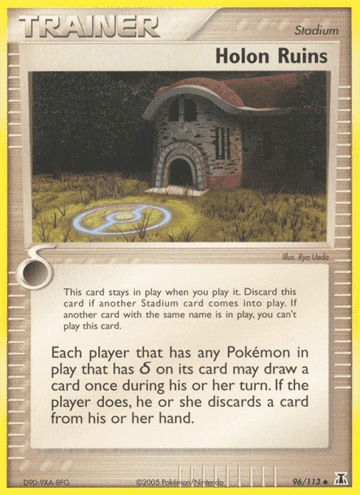 TRAINER
Stadium
Holon Ruins
Illus. Ryo Ueda
This card stays in play when you play it. Discard this
card if another Stadium card comes into play. If
another card with the same name is in play, you can't
play this card.
Each player that has any Pokémon in
play that has δ on its card may draw a
card once during his or her turn. If the
player does, he or she discards a card
from his or her hand.
D90-9XA-8FG
©2005 Pokémon/Nintendo
96/113 ◆